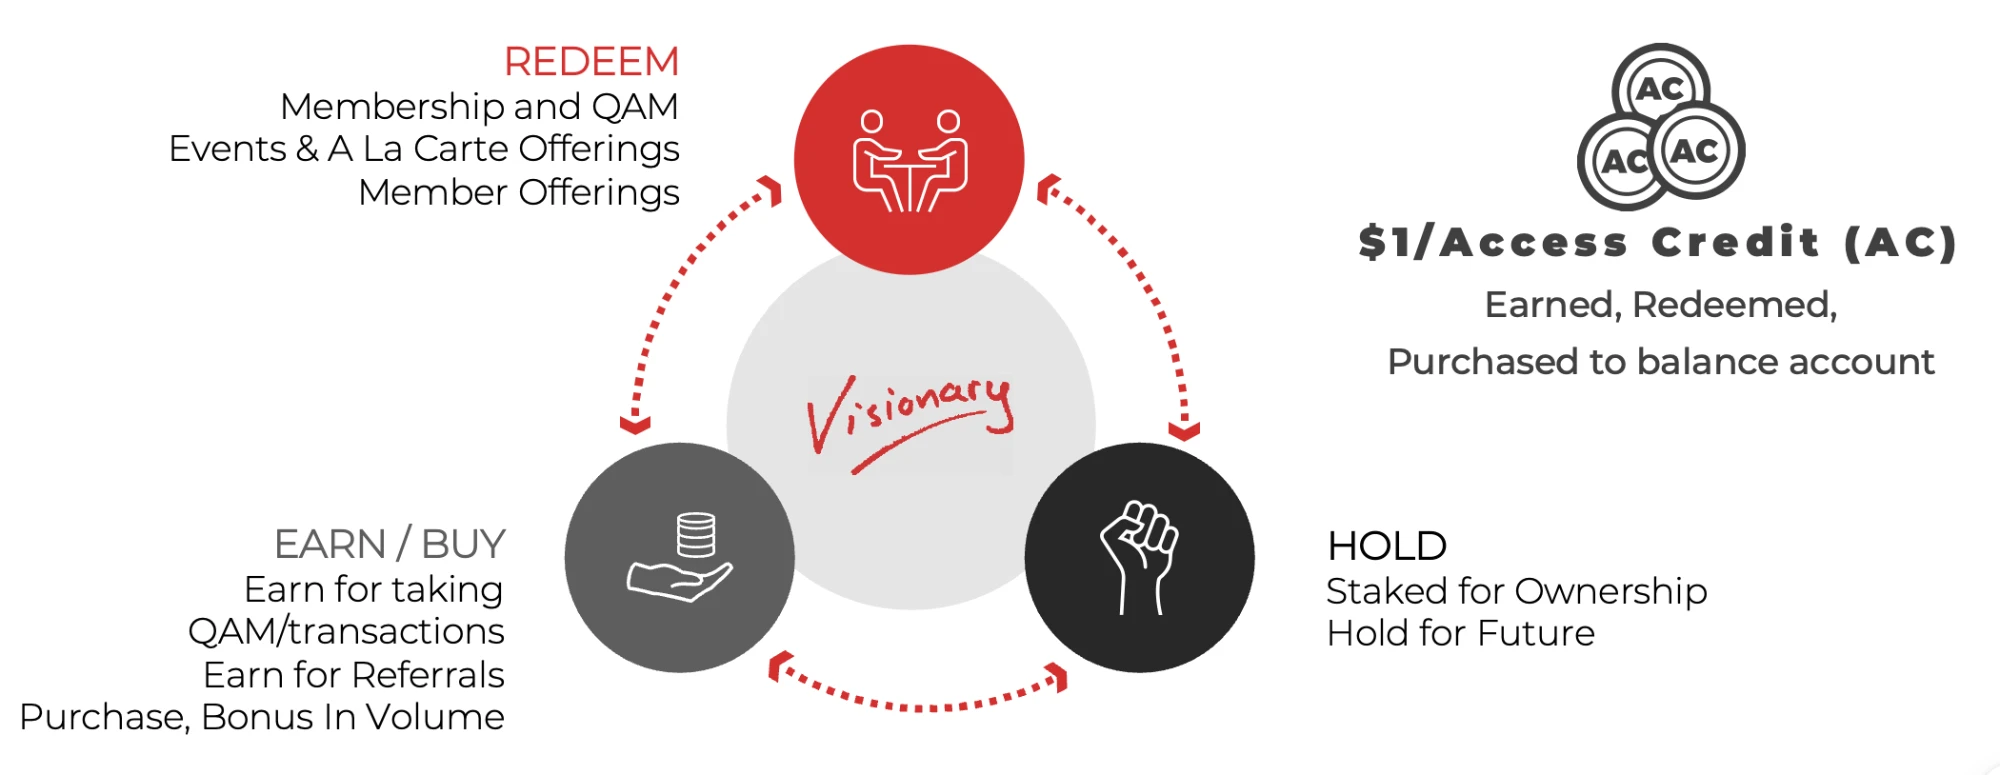 REDEEM
Membership and QAM
Events & A La Carte Offerings
Member Offerings
AC
AC
AC
$1/Access Credit (AC)
Earned, Redeemed,
Purchased to balance account
Visionary
EARN / BUY
Earn for taking
QAM/transactions
Earn for Referrals
Purchase, Bonus In Volume
HOLD
Staked for Ownership
Hold for Future